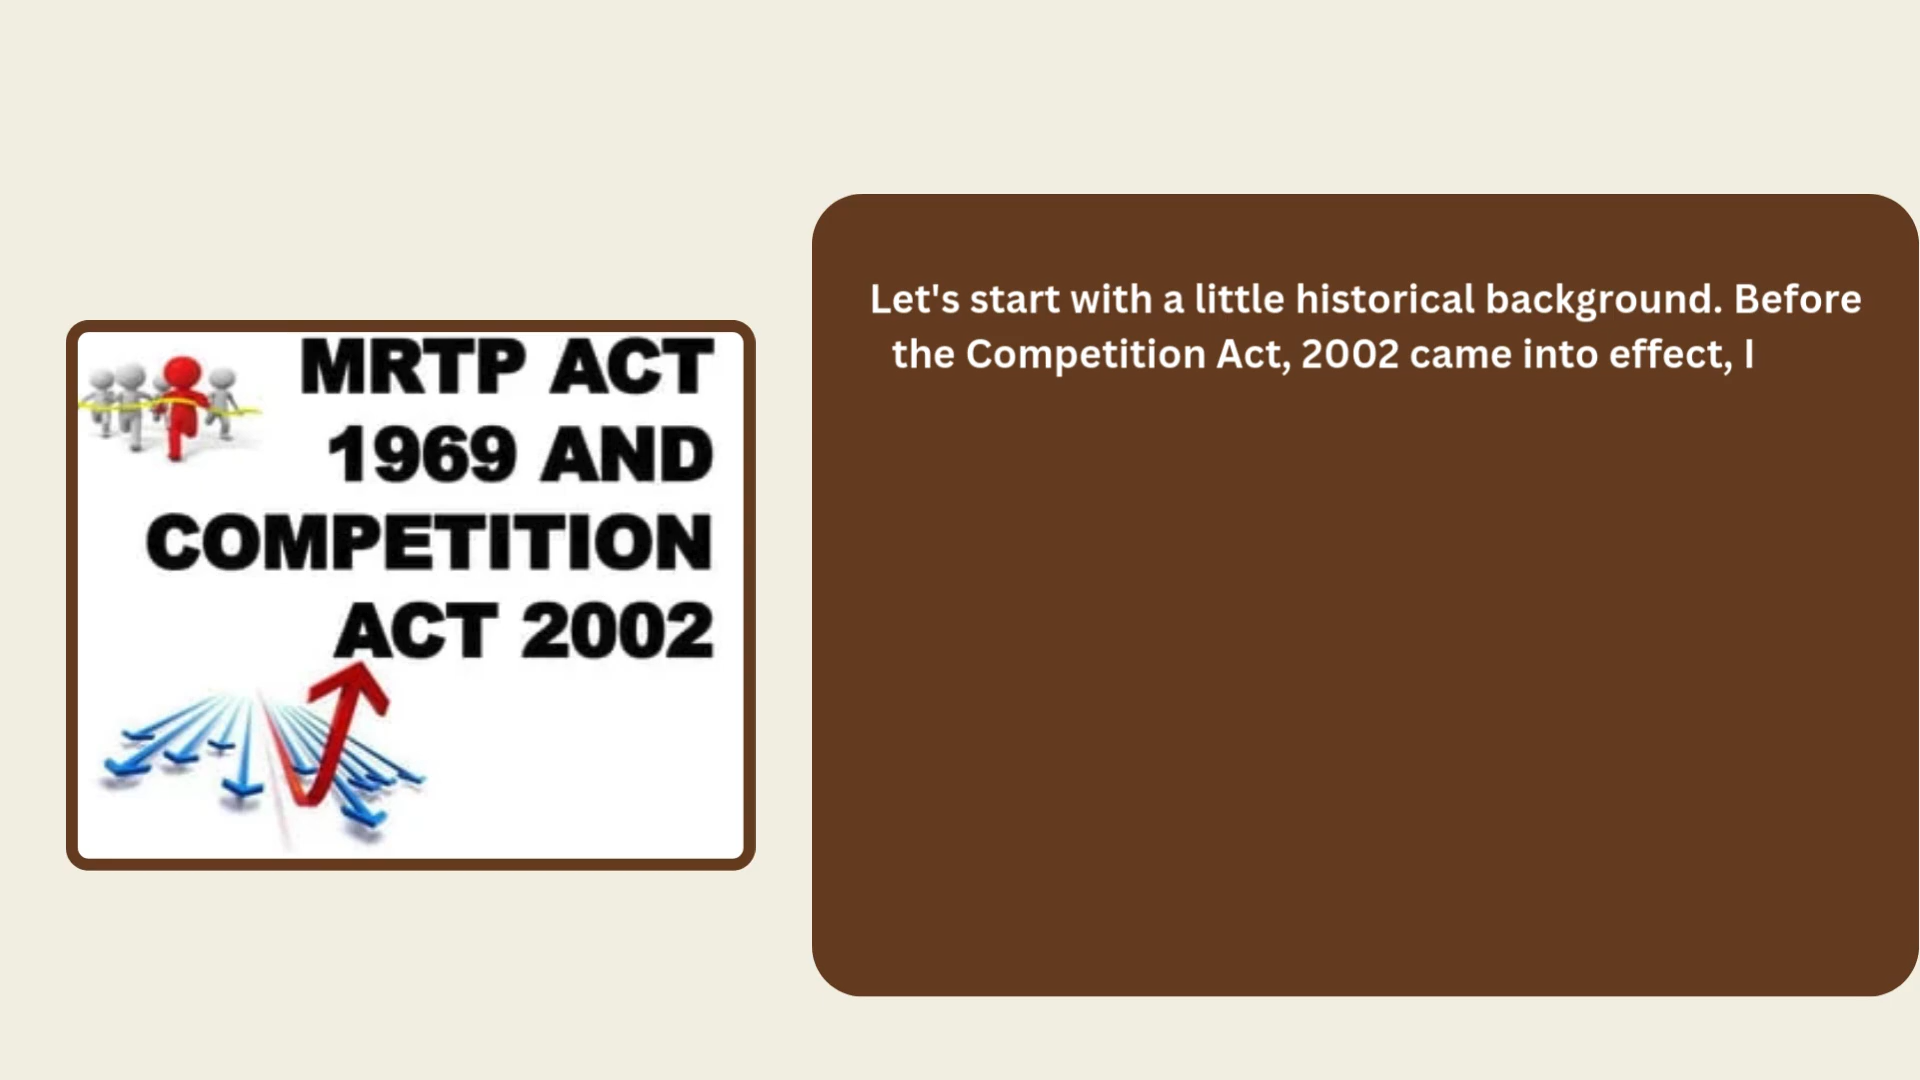 MRTP ACT
1969 AND
COMPETITION
ACT 2002
Let's start with a little historical background. Before
the Competition Act, 2002 came into effect, I